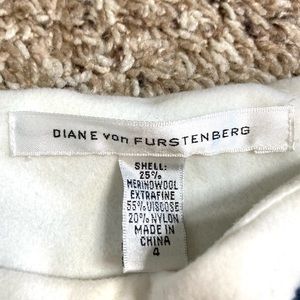 DIANE von FURSTENBERG
SHELL:
25%
MERINOWOOL
EXTRAFINE
55% VISCOSE
20% NYLON
MADE IN
CHINA
4